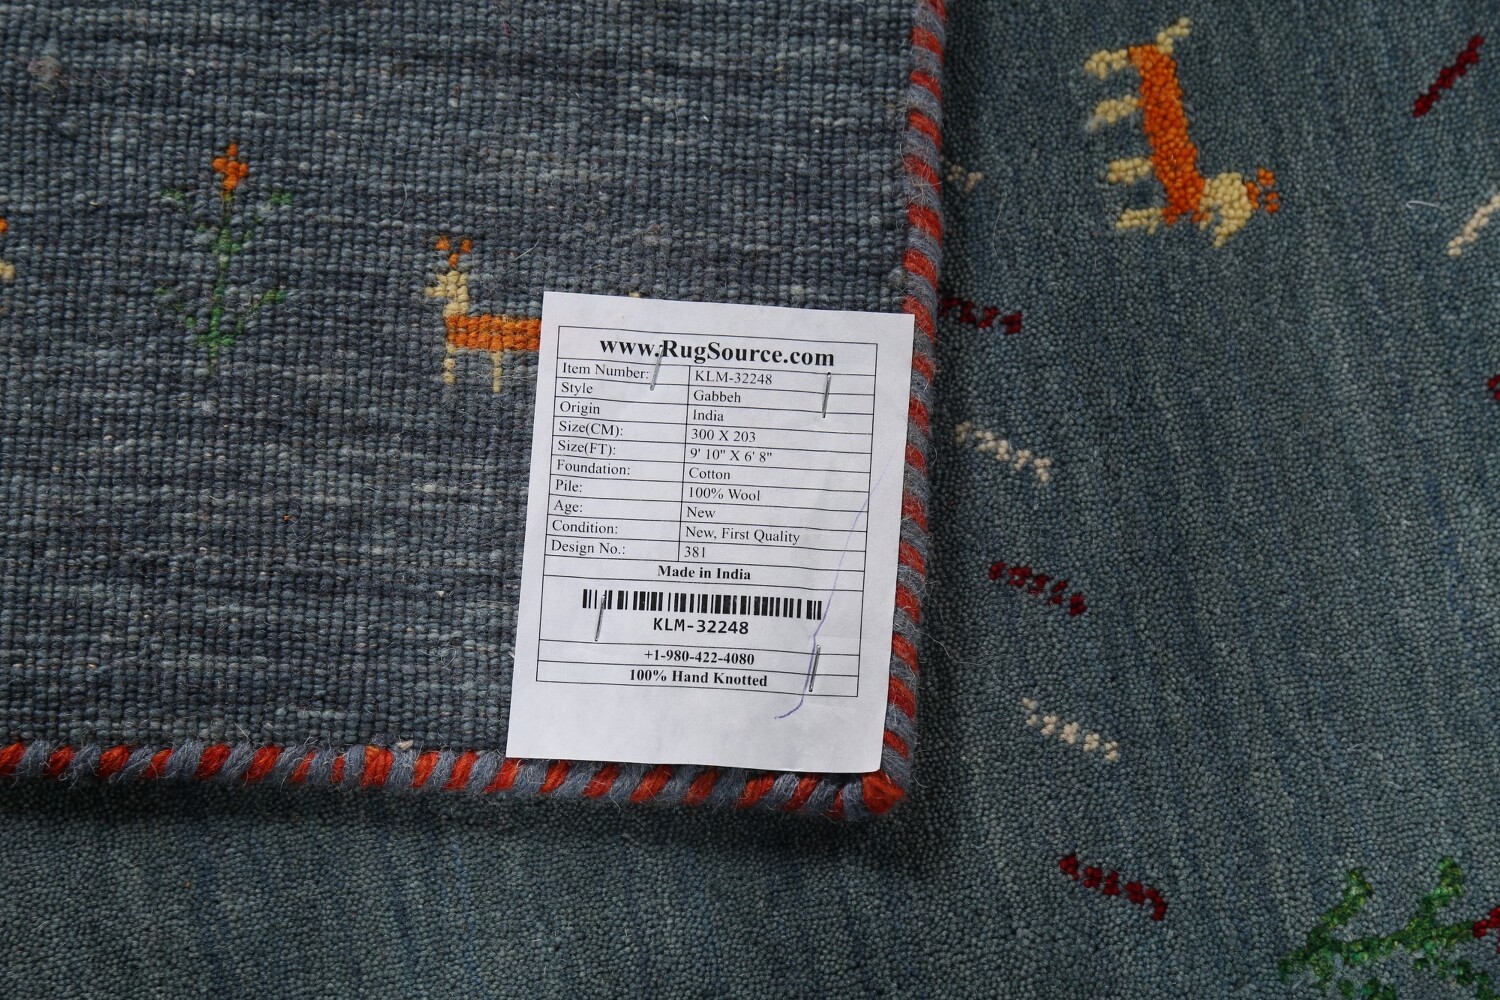 www.RugSource.com
Item Number: KLM-32248
Style Gabbeh
Origin India
Size(CM): 300 X 203
Size(FT): 9' 10" X 6' 8"
Foundation: Cotton
Pile: 100% Wool
Age: New
Condition: New, First Quality
Design No.: 381
Made in India
KLM-32248
+1-980-422-4080
100% Hand Knotted